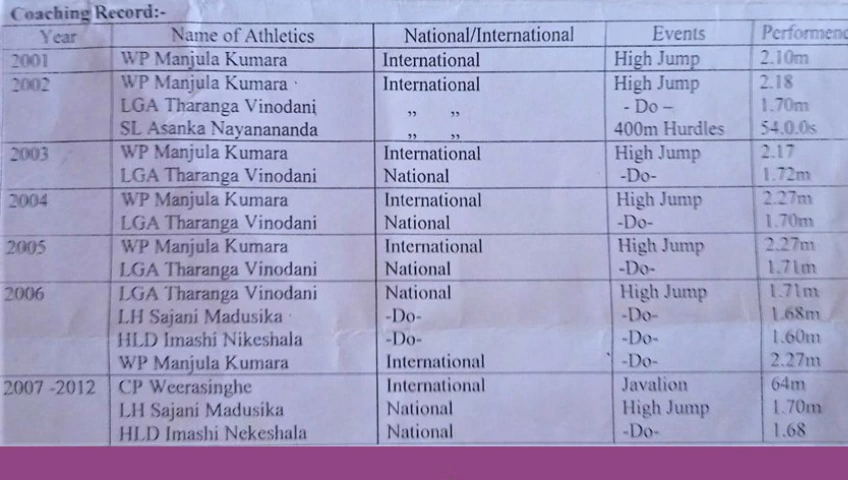 Coaching Record:-
Year Name of Athletics National/International Events Performenc
2001 WP Manjula Kumara International High Jump 2.10m
2002 WP Manjula Kumara International High Jump 2.18
LGA Tharanga Vinodani ,, ,, - Do – 1.70m
SL Asanka Nayanananda ,, ,, 400m Hurdles 54.0.0s
2003 WP Manjula Kumara International High Jump 2.17
LGA Tharanga Vinodani National -Do- 1.72m
2004 WP Manjula Kumara International High Jump 2.27m
LGA Tharanga Vinodani National -Do- 1.70m
2005 WP Manjula Kumara International High Jump 2.27m
LGA Tharanga Vinodani National -Do- 1.71m
2006 LGA Tharanga Vinodani National High Jump 1.71m
LH Sajani Madusika -Do- -Do- 1.68m
HLD Imashi Nikeshala -Do- -Do- 1.60m
WP Manjula Kumara International -Do- 2.27m
2007 -2012 CP Weerasinghe International Javalion 64m
LH Sajani Madusika National High Jump 1.70m
HLD Imashi Nekeshala National -Do- 1.68